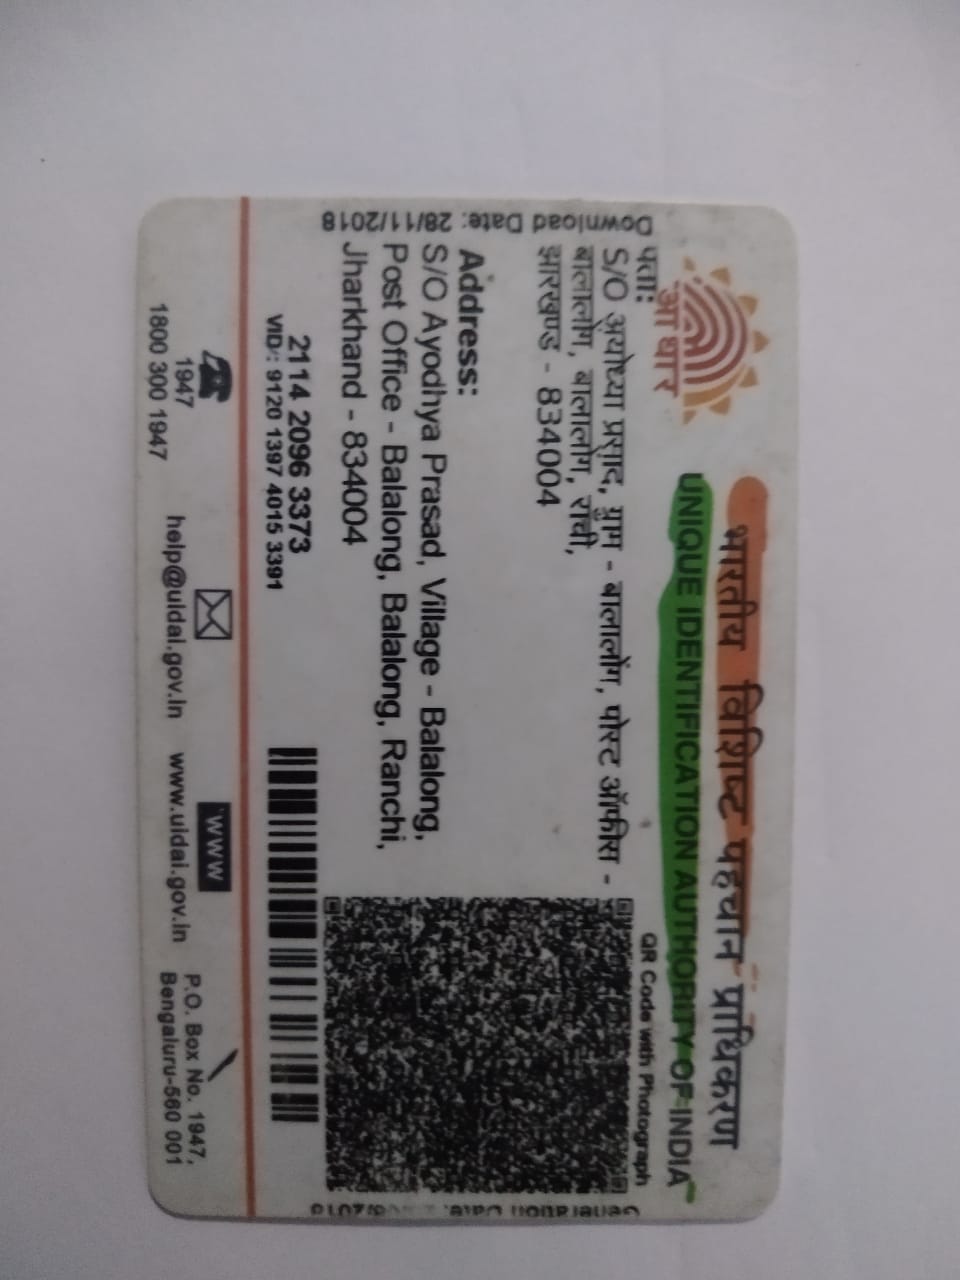 आधार
भारतीय विशिष्ट पहचान प्राधिकरण
UNIQUE IDENTIFICATION AUTHORITY OF INDIA
Download Date: 28/11/2018
पता:
S/O अयोध्या प्रसाद, ग्राम - बालालोंग, पोस्ट ऑफीस -
बालालोंग, बालालोंग, राँची,
झारखण्ड - 834004
Address:
S/O Ayodhya Prasad, Village - Balalong,
Post Office - Balalong, Balalong, Ranchi,
Jharkhand - 834004
QR Code with Photograph
Generation Date:
2114 2096 3373
VID: 9120 1397 4015 3391
1947
1800 300 1947
help@uidai.gov.in
WWW
www.uidai.gov.in
P.O. Box No. 1947,
Bengaluru-560 001